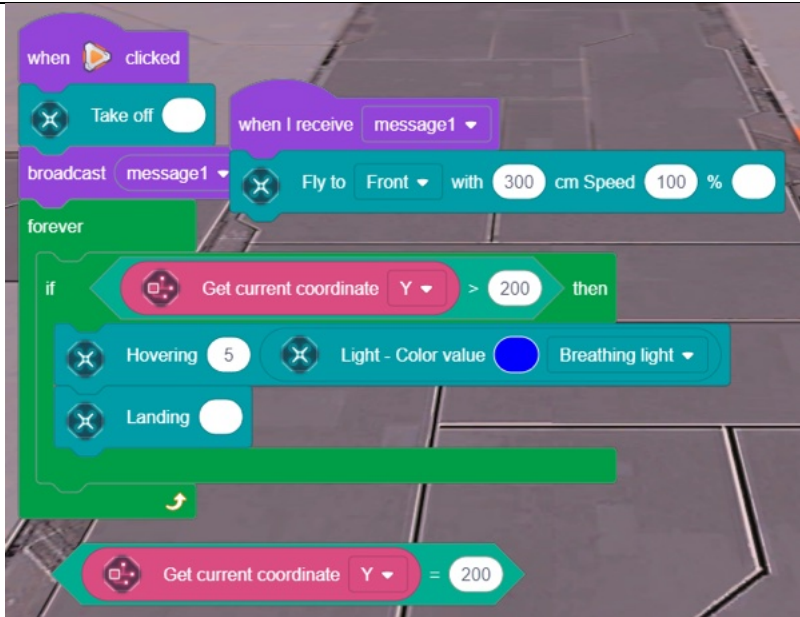 when clicked
Take off
broadcast message1
when I receive message1
Fly to Front with 300 cm Speed 100 %
forever
if Get current coordinate Y > 200 then
Hovering 5 Light - Color value Breathing light
Landing
Get current coordinate Y = 200